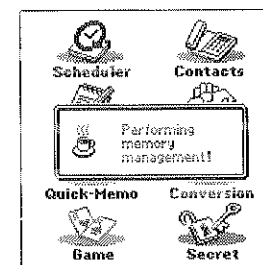 Scheduler Contacts
Performing
memory
management!
Quick-Memo Conversion
Game Secret